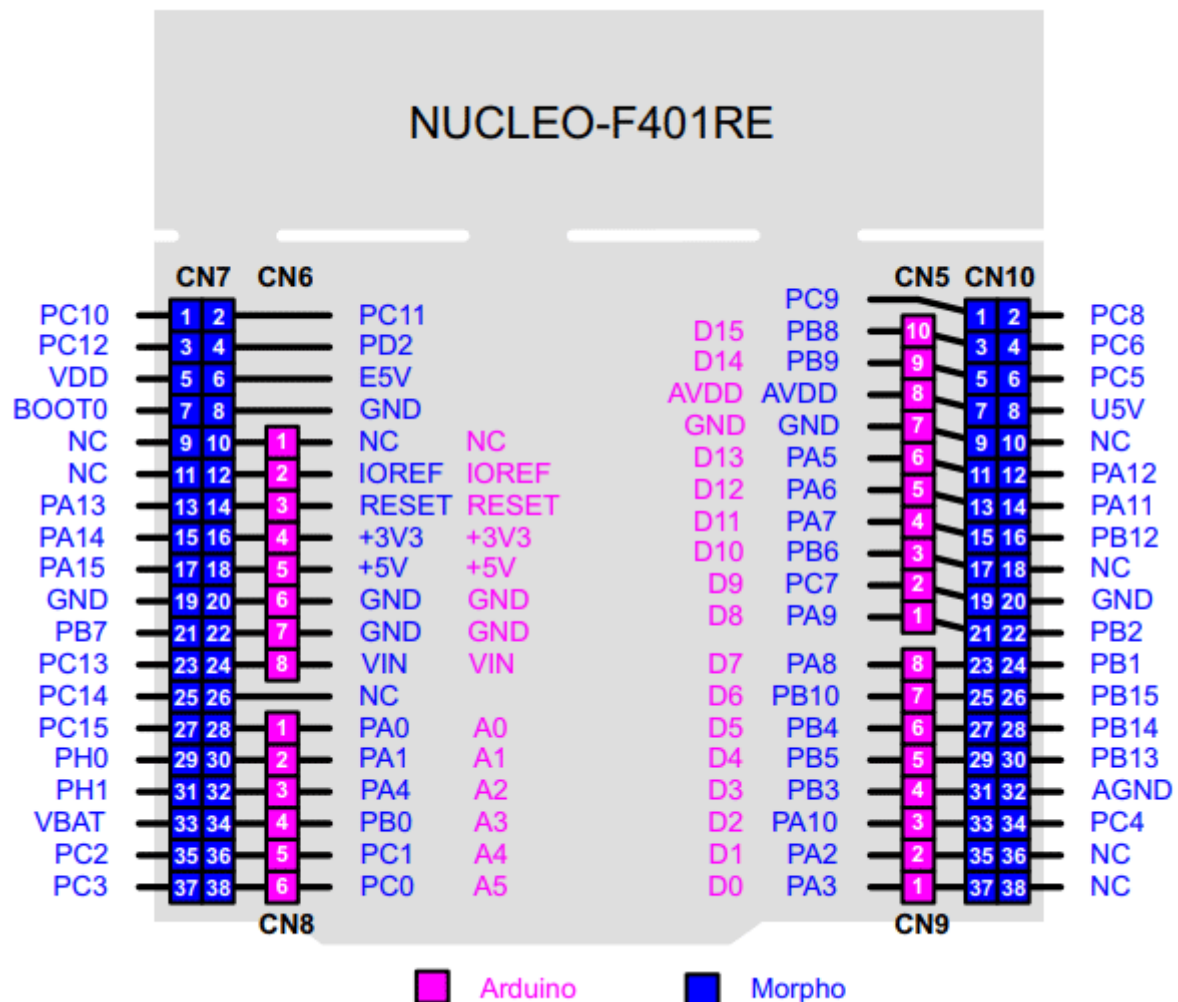 NUCLEO-F401RE
CN7 CN6 CN5 CN10
PC9
PC10 1 2 PC11 1 2 PC8
D15 PB8 10
PC12 3 4 PD2 3 4 PC6
D14 PB9 9
VDD 5 6 E5V 5 6 PC5
AVDD AVDD 8
BOOT0 7 8 GND 7 8 U5V
GND GND 7
NC 9 10 1 NC NC 9 10 NC
D13 PA5 6
NC 11 12 2 IOREF IOREF 11 12 PA12
D12 PA6 5
PA13 13 14 3 RESET RESET 13 14 PA11
D11 PA7 4
PA14 15 16 4 +3V3 +3V3 15 16 PB12
D10 PB6 3
PA15 17 18 5 +5V +5V 17 18 NC
D9 PC7 2
GND 19 20 6 GND GND 19 20 GND
D8 PA9 1
PB7 21 22 7 GND GND 21 22 PB2
PC13 23 24 8 VIN VIN D7 PA8 8 23 24 PB1
PC14 25 26 NC D6 PB10 7 25 26 PB15
PC15 27 28 1 PA0 A0 D5 PB4 6 27 28 PB14
PH0 29 30 2 PA1 A1 D4 PB5 5 29 30 PB13
PH1 31 32 3 PA4 A2 D3 PB3 4 31 32 AGND
VBAT 33 34 4 PB0 A3 D2 PA10 3 33 34 PC4
PC2 35 36 5 PC1 A4 D1 PA2 2 35 36 NC
PC3 37 38 6 PC0 A5 D0 PA3 1 37 38 NC
CN8 CN9
Arduino Morpho